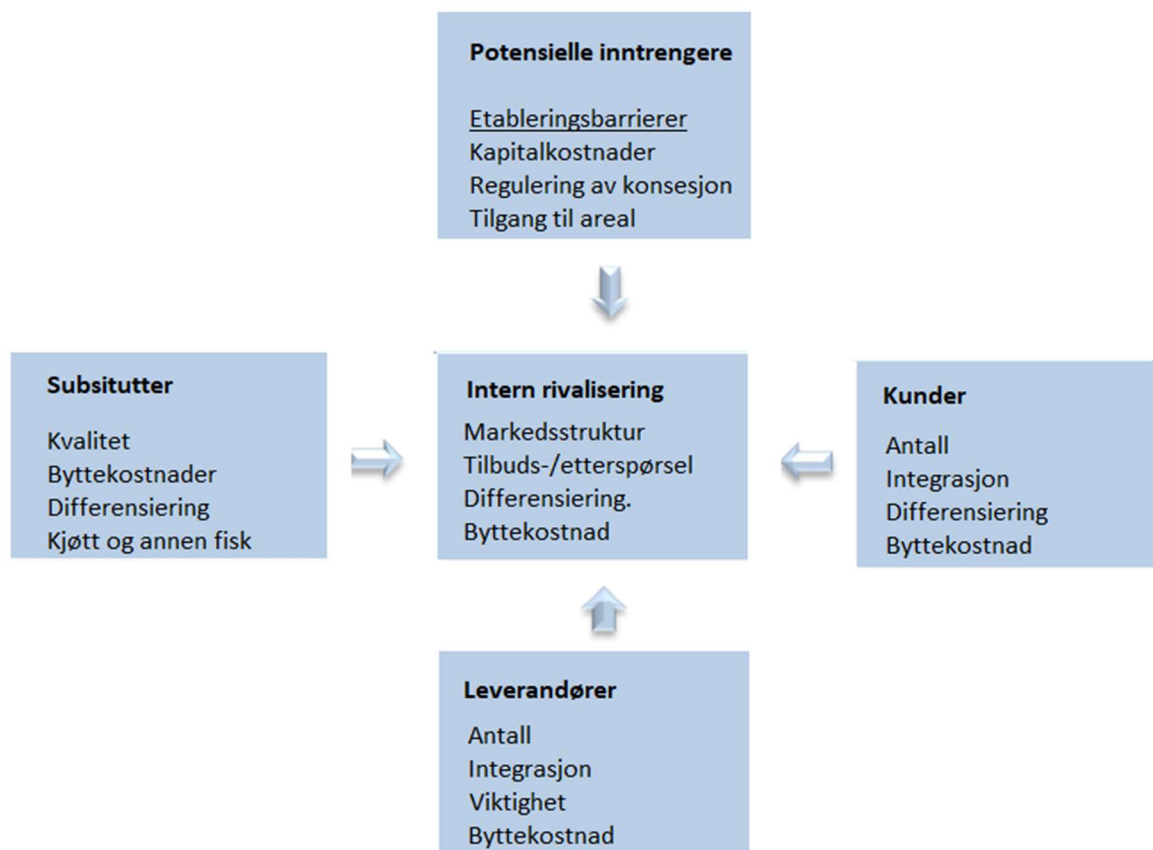 Potensielle inntrengere
Etableringsbarrierer
Kapitalkostnader
Regulering av konsesjon
Tilgang til areal
Subsitutter
Kvalitet
Byttekostnader
Differensiering
Kjøtt og annen fisk
Intern rivalisering
Markedsstruktur
Tilbuds-/etterspørsel
Differensiering.
Byttekostnad
Kunder
Antall
Integrasjon
Differensiering
Byttekostnad
Leverandører
Antall
Integrasjon
Viktighet
Byttekostnad